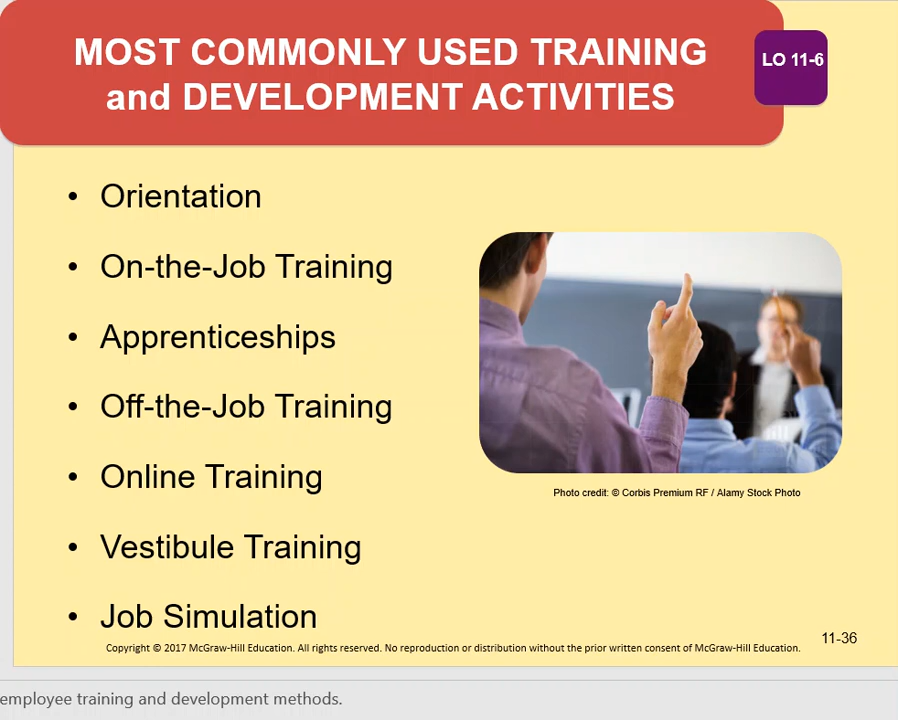 MOST COMMONLY USED TRAINING
and DEVELOPMENT ACTIVITIES
LO 11-6
• Orientation
• On-the-Job Training
• Apprenticeships
• Off-the-Job Training
• Online Training
• Vestibule Training
• Job Simulation
Photo credit: © Corbis Premium RF / Alamy Stock Photo
11-36
Copyright © 2017 McGraw-Hill Education. All rights reserved. No reproduction or distribution without the prior written consent of McGraw-Hill Education.
employee training and development methods.